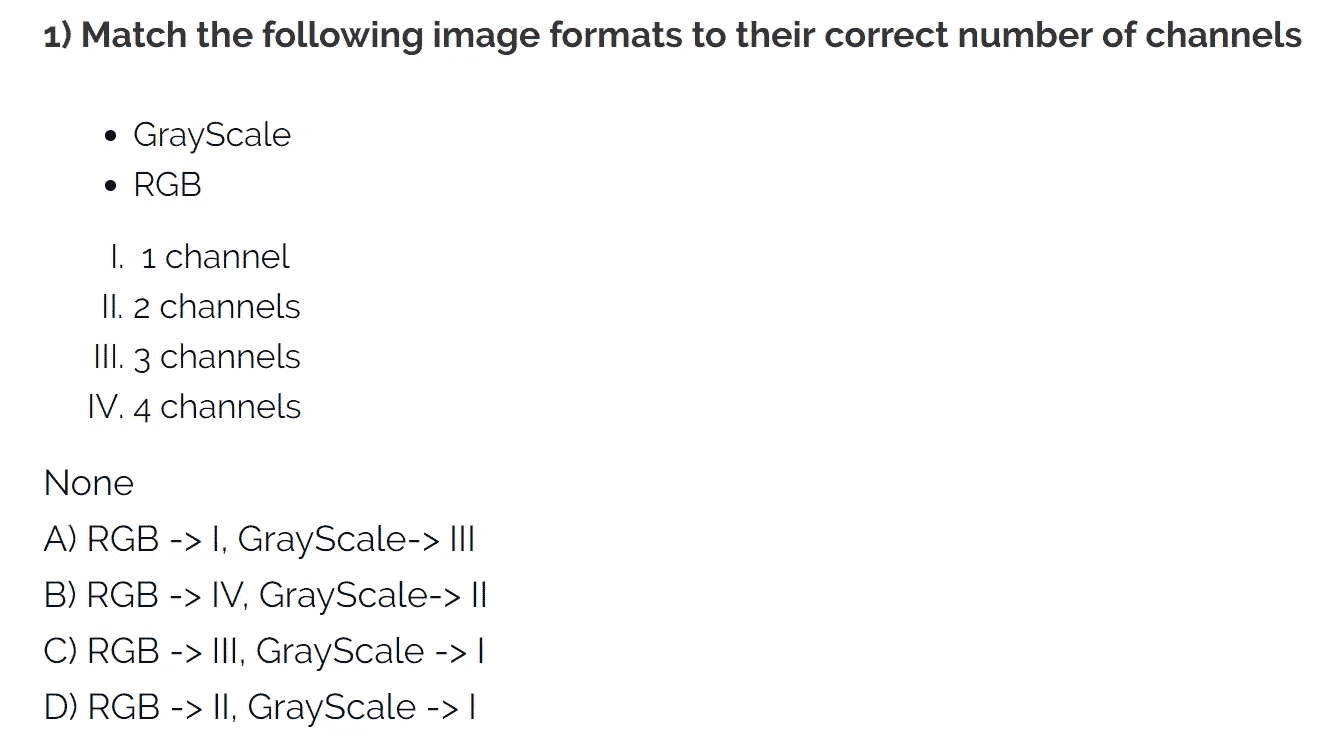 1) Match the following image formats to their correct number of channels
• GrayScale
• RGB
I. 1 channel
II. 2 channels
III. 3 channels
IV. 4 channels
None
A) RGB -> I, GrayScale-> III
B) RGB -> IV, GrayScale-> II
C) RGB -> III, GrayScale -> I
D) RGB -> II, GrayScale -> I